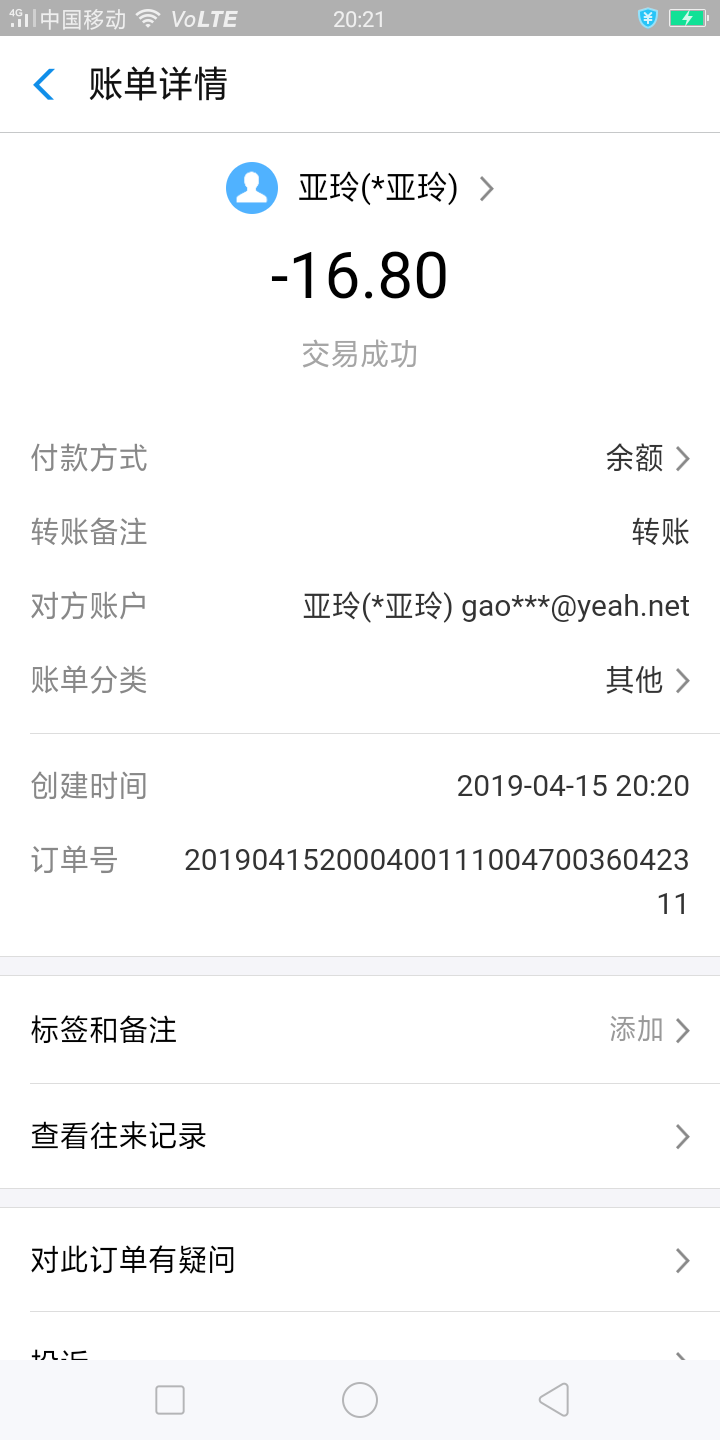 4G 中国移动 VoLTE 20:21
账单详情
亚玲(*亚玲)
-16.80
交易成功
付款方式 余额
转账备注 转账
对方账户 亚玲(*亚玲) gao***@yeah.net
账单分类 其他
创建时间 2019-04-15 20:20
订单号 201904152000400111004700360423
11
标签和备注 添加
查看往来记录
对此订单有疑问
投诉